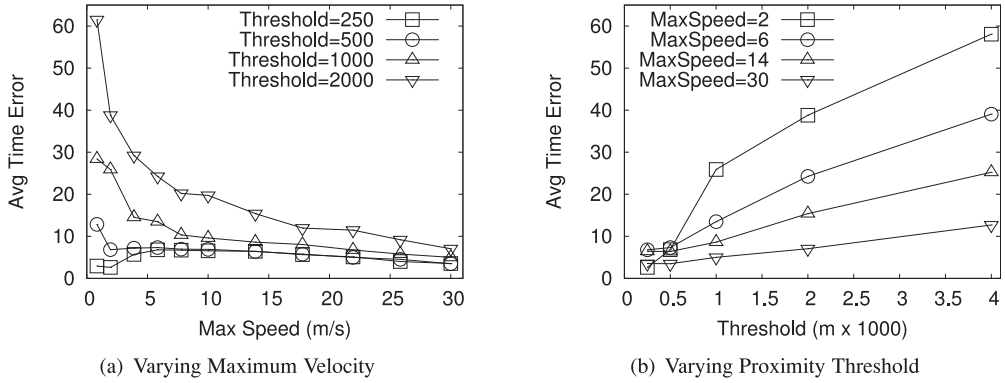 Avg Time Error
60
50
40
30
20
10
0
Threshold=250
Threshold=500
Threshold=1000
Threshold=2000
0 5 10 15 20 25 30
Max Speed (m/s)
(a) Varying Maximum Velocity
Avg Time Error
60
50
40
30
20
10
0
MaxSpeed=2
MaxSpeed=6
MaxSpeed=14
MaxSpeed=30
0 0.5 1 1.5 2 2.5 3 3.5 4
Threshold (m x 1000)
(b) Varying Proximity Threshold